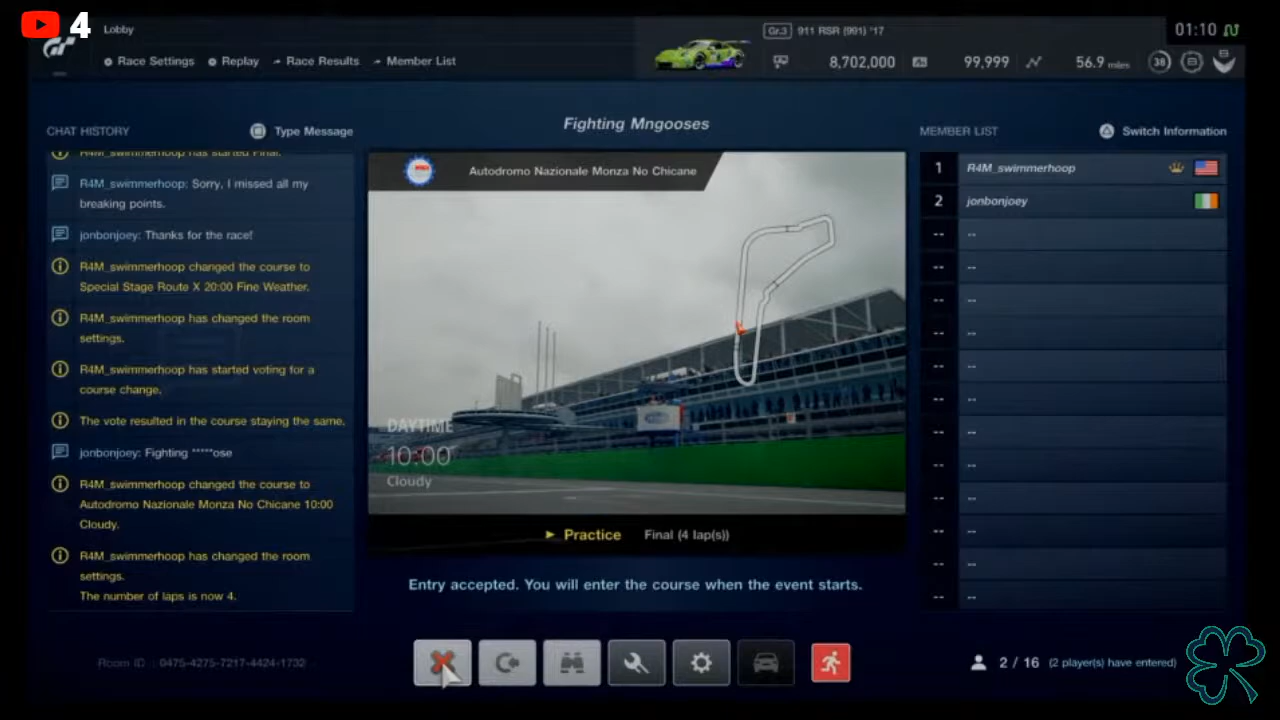 4
Lobby
Gr.3 911 RSR (991) '17
01:10
Race Settings Replay Race Results Member List
8,702,000 99,999 56.9 miles 38
CHAT HISTORY Type Message
Fighting Mngooses
MEMBER LIST Switch Information
R4M_swimmerhoop has started Final.
R4M_swimmerhoop: Sorry, I missed all my
breaking points.
jonbonjoey: Thanks for the race!
R4M_swimmerhoop changed the course to
Special Stage Route X 20:00 Fine Weather.
R4M_swimmerhoop has changed the room
settings.
R4M_swimmerhoop has started voting for a
course change.
The vote resulted in the course staying the same.
jonbonjoey: Fighting *****ose
R4M_swimmerhoop changed the course to
Autodromo Nazionale Monza No Chicane 10:00
Cloudy.
R4M_swimmerhoop has changed the room
settings.
The number of laps is now 4.
Autodromo Nazionale Monza No Chicane
DAYTIME
10:00
Cloudy
Practice Final (4 lap(s))
Entry accepted. You will enter the course when the event starts.
1 R4M_swimmerhoop
2 jonbonjoey
-- --
-- --
-- --
-- --
-- --
-- --
-- --
-- --
-- --
-- --
-- --
-- --
Room ID : 0475-4275-7217-4424-1732
2 / 16 (2 player(s) have entered)